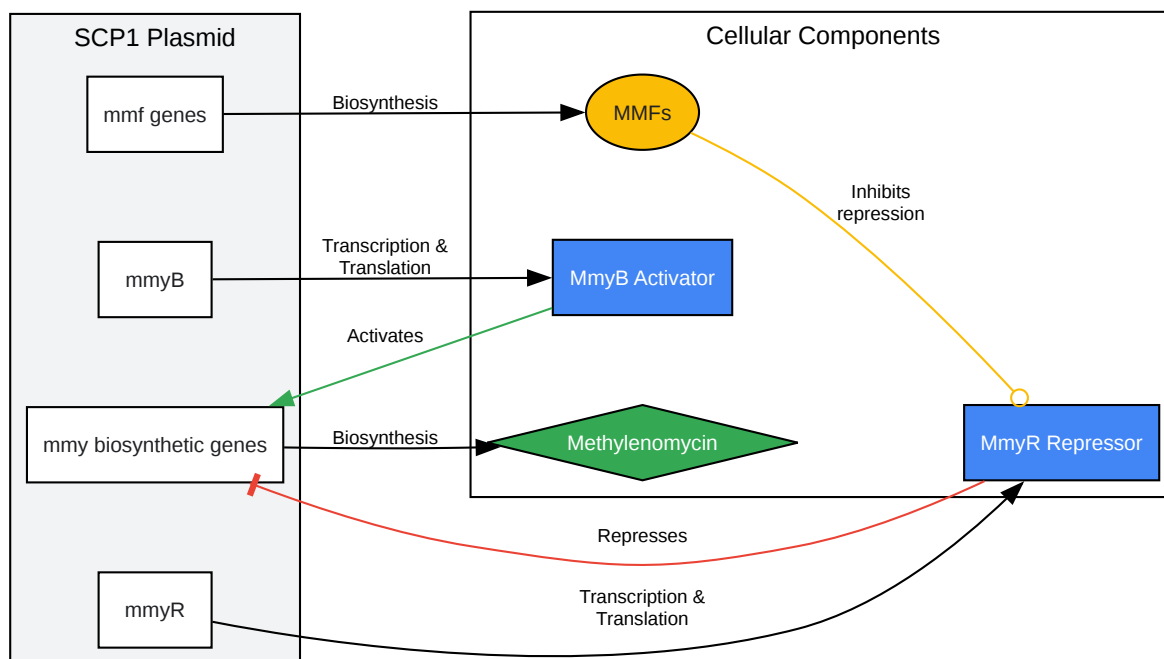 SCP1 Plasmid
Cellular Components
mmf genes
Biosynthesis
MMFs
Inhibits
repression
mmyB
Transcription &
Translation
MmyB Activator
Activates
mmy biosynthetic genes
Biosynthesis
Methylenomycin
MmyR Repressor
Represses
mmyR
Transcription &
Translation